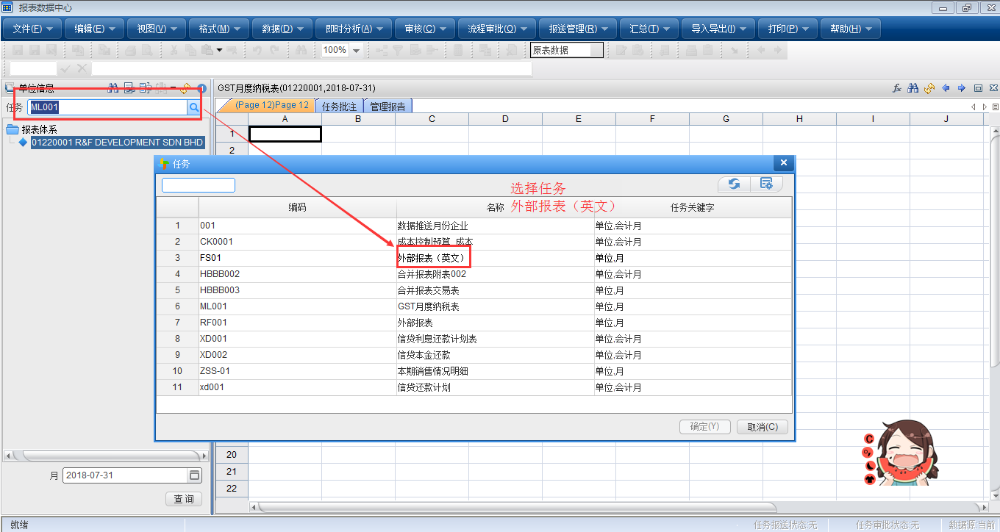 报表数据中心
文件(F) 编辑(E) 视图(V) 格式(M) 数据(D) 即时分析(A) 审核(C) 流程审批(O) 报送管理(R) 汇总(T) 导入导出(I) 打印(P) 帮助(H)
100% 原表数据
单位信息
任务 ML001
报表体系
01220001 R&F DEVELOPMENT SDN BHD
GST月度纳税表(01220001,2018-07-31)
(Page 12)Page 12 任务批注 管理报告
A B C D E F G H I J
1
2
任务
选择任务
外部报表（英文）
编码 名称 任务关键字
1 001 数据推送月份企业 单位,会计月
2 CK0001 成本控制预算_成本 单位,会计月
3 FS01 外部报表（英文） 单位,月
4 HBBB002 合并报表附表002 单位,会计月
5 HBBB003 合并报表交易表 单位,月
6 ML001 GST月度纳税表 单位,月
7 RF001 外部报表 单位,月
8 XD001 信贷利息还款计划表 单位,会计月
9 XD002 信贷本金还款 单位,会计月
10 ZSS-01 本期销售情况明细 单位,月
11 xd001 信贷还款计划 单位,会计月
确定(Y) 取消(C)
20
21
22
月 2018-07-31
查 询
就绪 任务报送状态:无 任务审批状态:无 数据源:当前